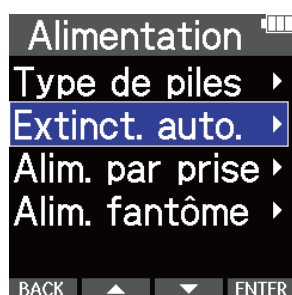 Alimentation
Type de piles
Extinct. auto.
Alim. par prise
Alim. fantôme
BACK ENTER